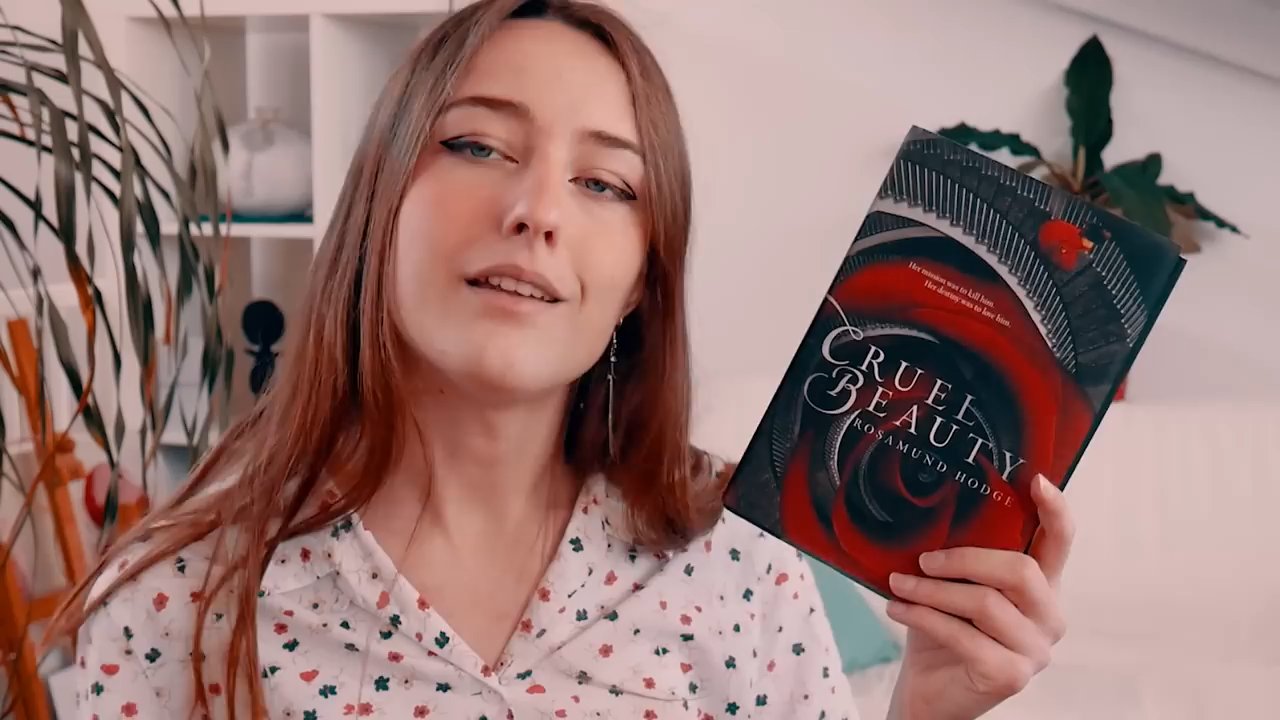 Her mission was to kill him.
Her destiny was to love him.
CRUEL
BEAUTY
ROSAMUND HODGE